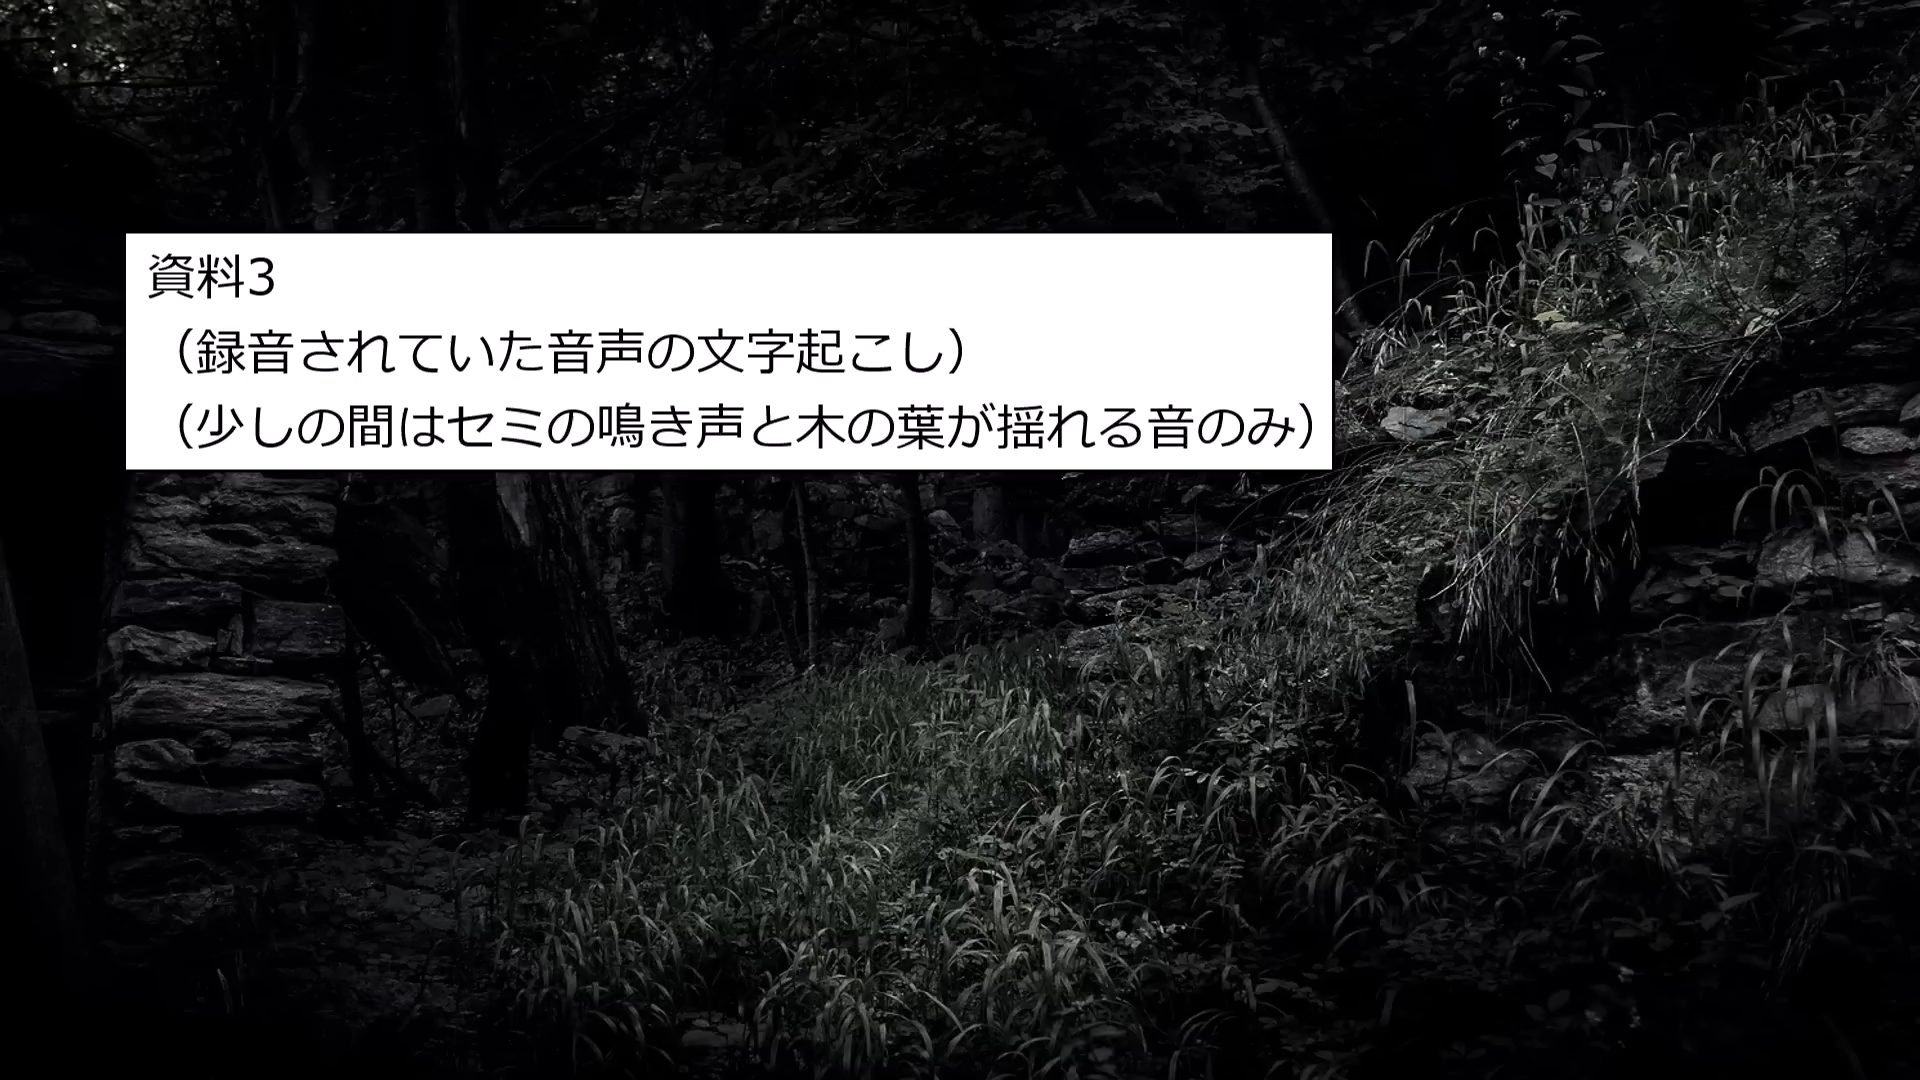 資料3
（録音されていた音声の文字起こし）
（少しの間はセミの鳴き声と木の葉が揺れる音のみ）